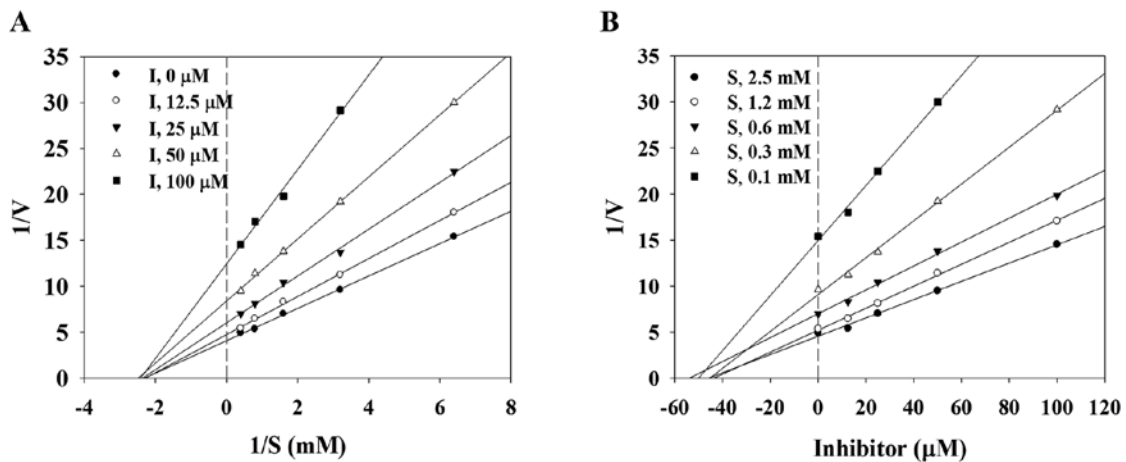 A
35
30
25
20
15
10
5
0
1/V
I, 0 μM
I, 12.5 μM
I, 25 μM
I, 50 μM
I, 100 μM
-4 -2 0 2 4 6 8
1/S (mM)
B
35
30
25
20
15
10
5
0
1/V
S, 2.5 mM
S, 1.2 mM
S, 0.6 mM
S, 0.3 mM
S, 0.1 mM
-60 -40 -20 0 20 40 60 80 100 120
Inhibitor (μM)